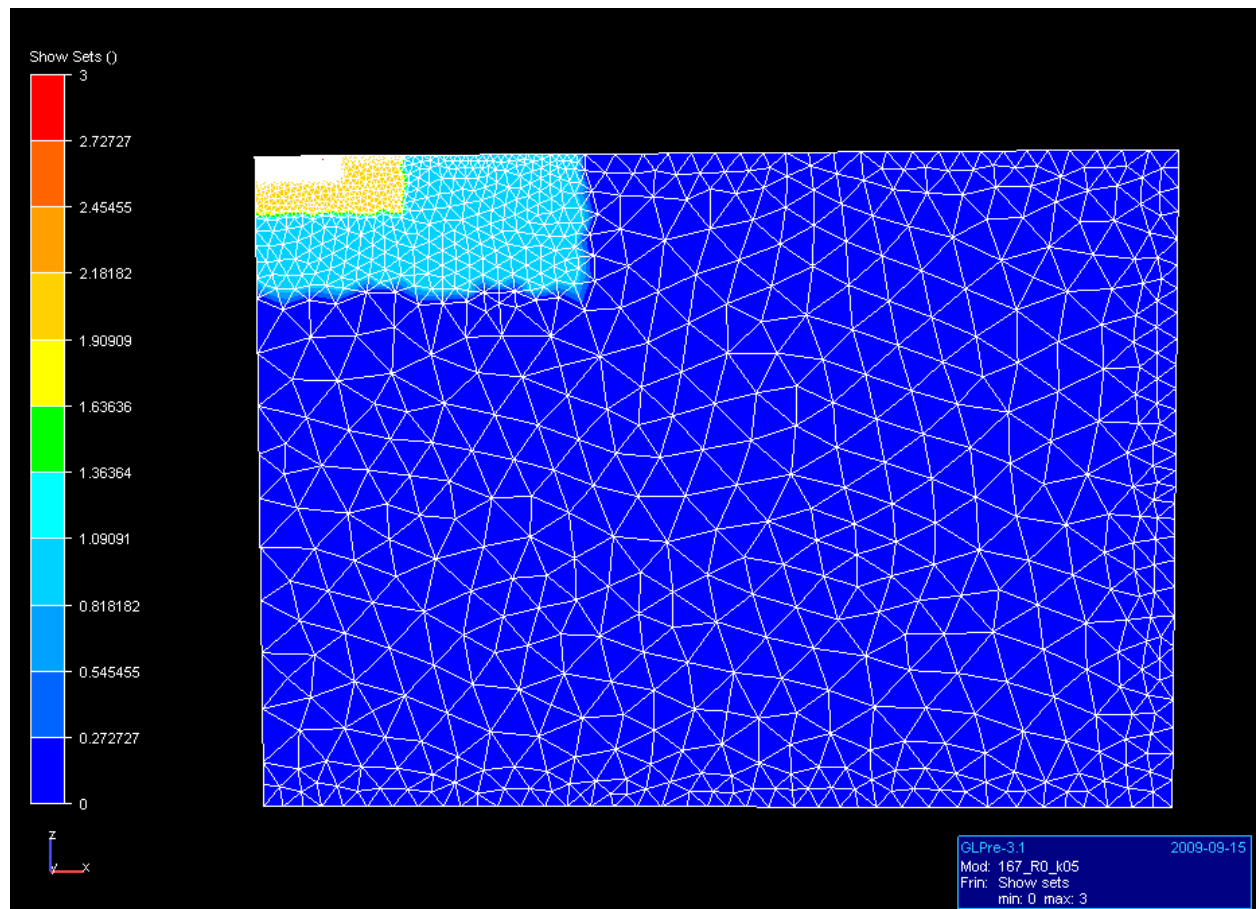 Show Sets ()
3
2.72727
2.45455
2.18182
1.90909
1.63636
1.36364
1.09091
0.818182
0.545455
0.272727
0
z
y x
GLPre-3.1 2009-09-15
Mod: 167_R0_k05
Frin: Show sets
min: 0 max: 3